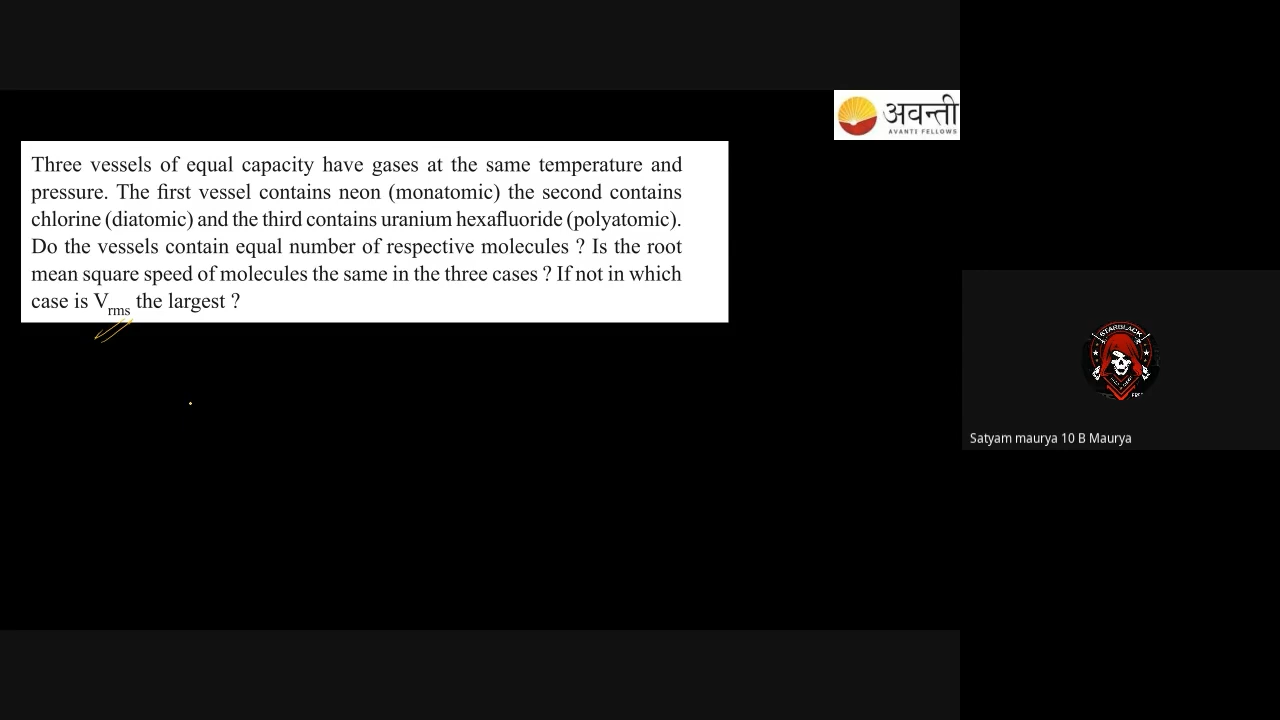 अवन्ती
AVANTI FELLOWS
Three vessels of equal capacity have gases at the same temperature and
pressure. The first vessel contains neon (monatomic) the second contains
chlorine (diatomic) and the third contains uranium hexafluoride (polyatomic).
Do the vessels contain equal number of respective molecules ? Is the root
mean square speed of molecules the same in the three cases ? If not in which
case is Vrms the largest ?
STARBLACK
Satyam maurya 10 B Maurya